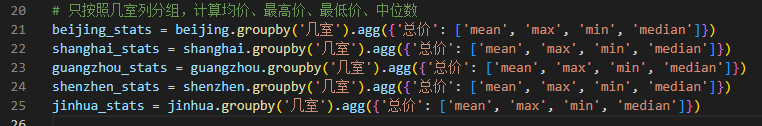 20 # 只按照几室列分组，计算均价、最高价、最低价、中位数
21 beijing_stats = beijing.groupby('几室').agg({'总价': ['mean', 'max', 'min', 'median']})
22 shanghai_stats = shanghai.groupby('几室').agg({'总价': ['mean', 'max', 'min', 'median']})
23 guangzhou_stats = guangzhou.groupby('几室').agg({'总价': ['mean', 'max', 'min', 'median']})
24 shenzhen_stats = shenzhen.groupby('几室').agg({'总价': ['mean', 'max', 'min', 'median']})
25 jinhua_stats = jinhua.groupby('几室').agg({'总价': ['mean', 'max', 'min', 'median']})
26